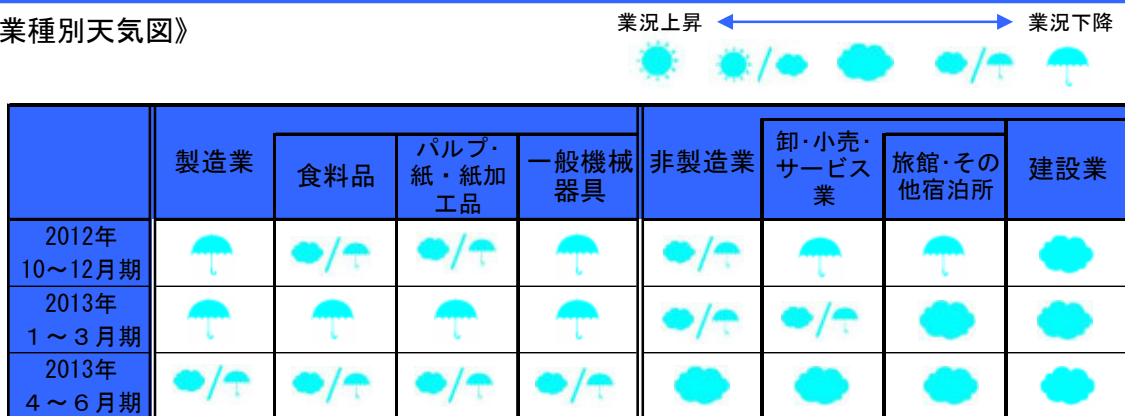 業種別天気図》
業況上昇 業況下降
製造業 食料品 パルプ・紙・紙加工品 一般機械器具 非製造業 卸・小売・サービス業 旅館・その他宿泊所 建設業
2012年
10～12月期
2013年
1～3月期
2013年
4～6月期